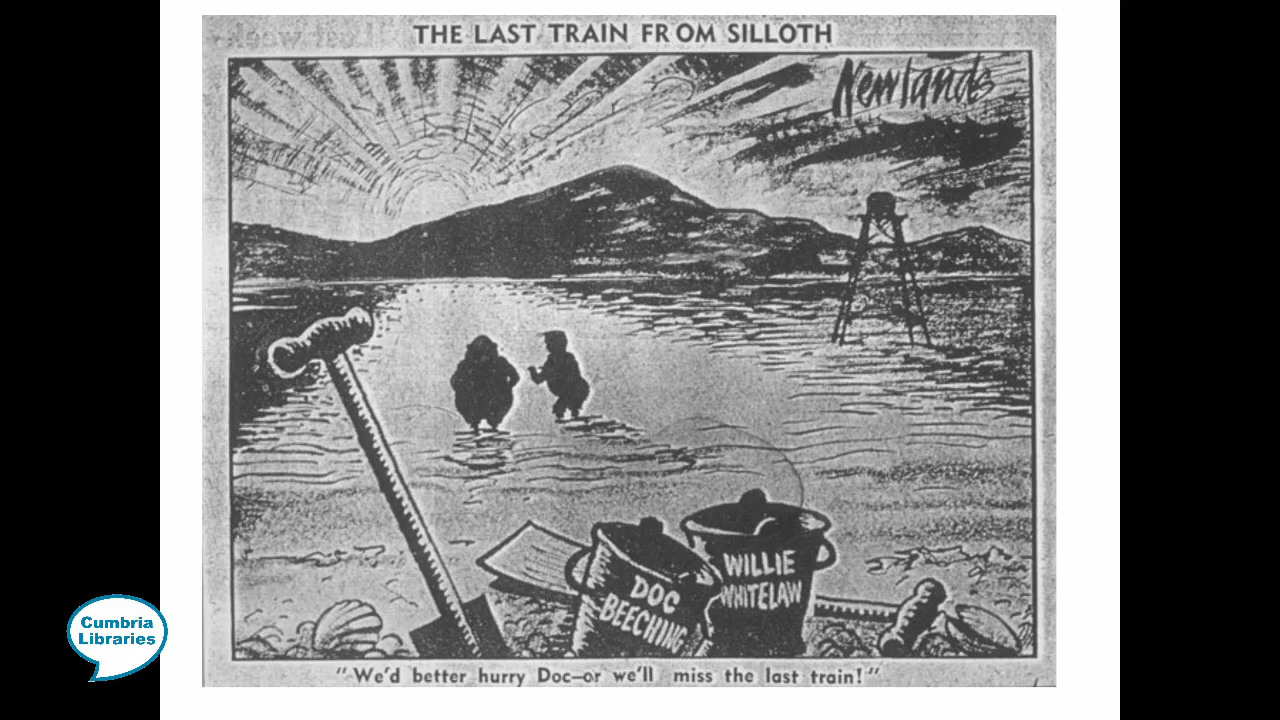 THE LAST TRAIN FROM SILLOTH
Newlands
WILLIE
WHITELAW
DOC
BEECHING
Cumbria
Libraries
"We'd better hurry Doc—or we'll miss the last train!"